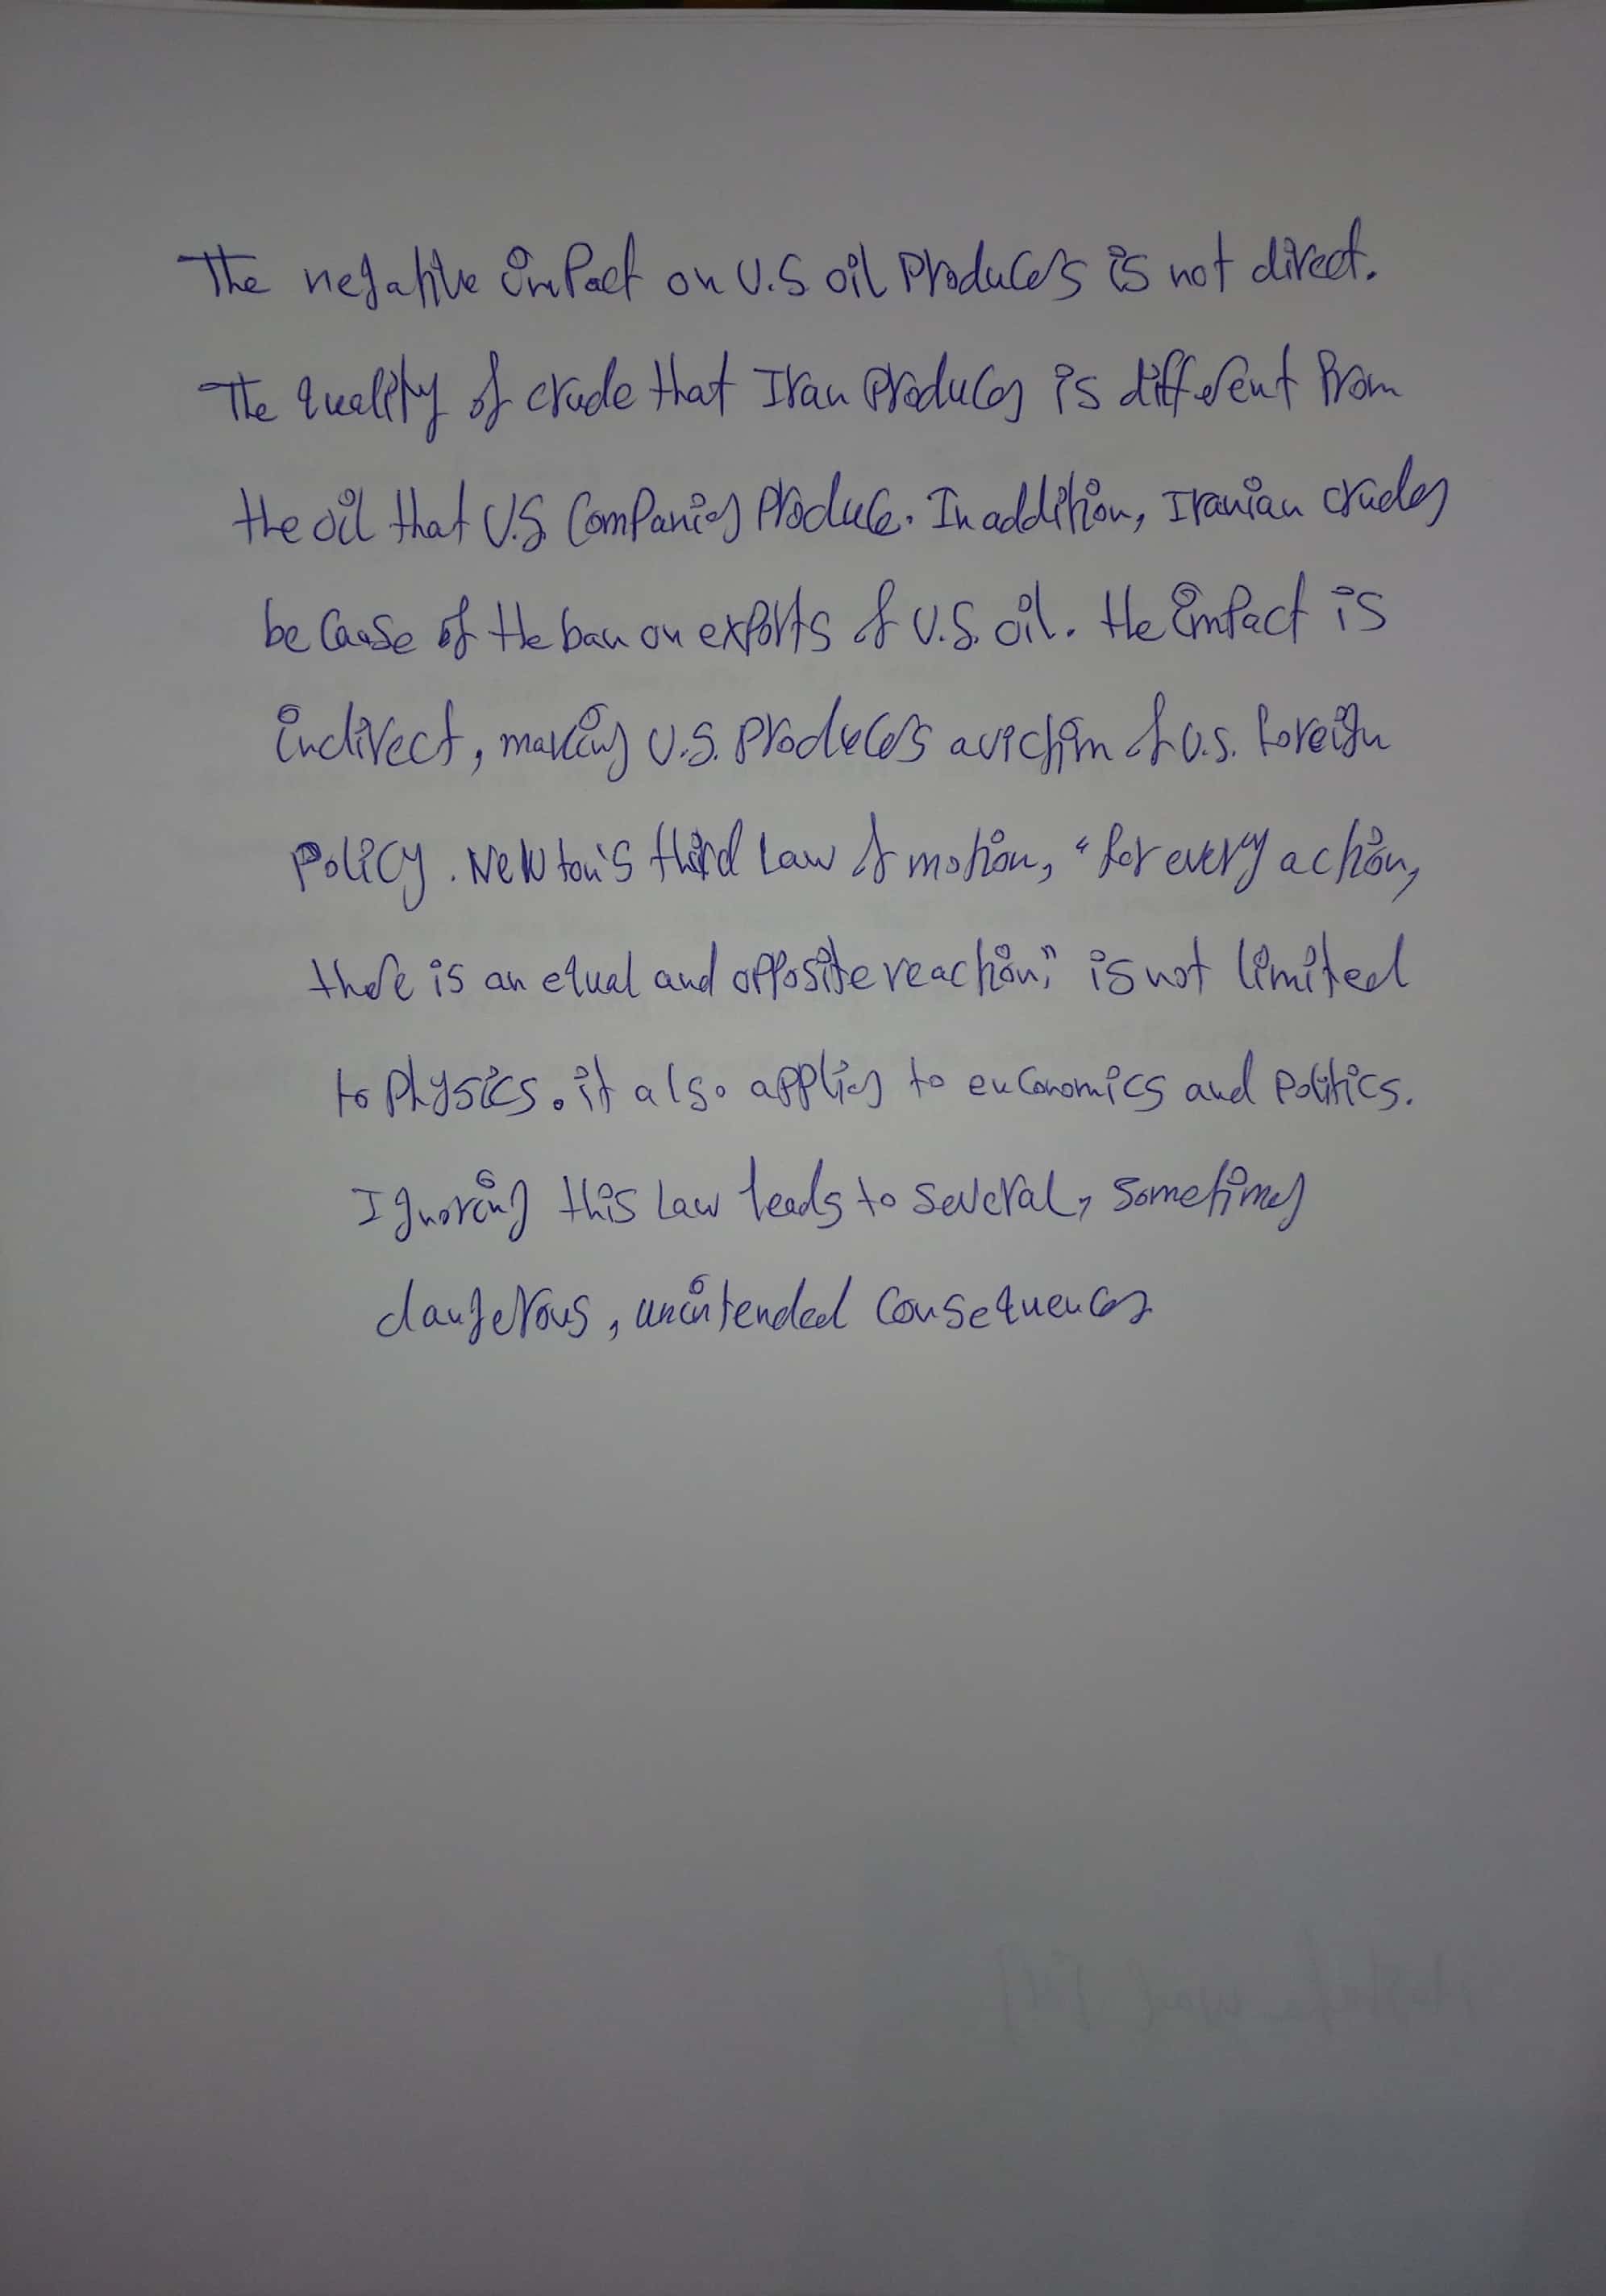 The negative impact on U.S oil Producers is not direct.
The quality of crude that Iran Produces is different from
the oil that U.S. Companies Produce. In addition, Iranian crudes
because of the ban on exports of U.S. oil. the impact is
indirect, making U.S. Producers a victim of U.S. foreign
Policy. Newton's third Law of motion, "for every action,
there is an equal and opposite reaction," is not limited
to Physics. it also applies to euconomics and Politics.
Ignoring this Law leads to several, sometimes
dangerous, unintended Consequences